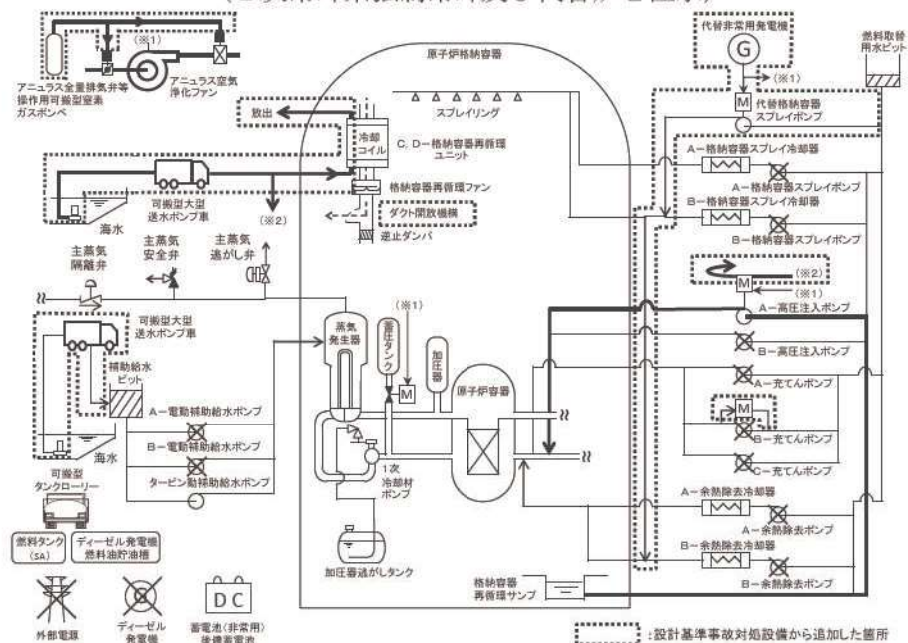 (※1)
アニュラス全量排気弁等
操作用可搬型窒素
ガスボンベ
アニュラス空気
浄化ファン
原子炉格納容器
代替非常用発電機
G
(※1)
M
代替格納容器
スプレイポンプ
燃料取替
用水ピット
放出
冷却
コイル
スプレイリング
C, D-格納容器再循環
ユニット
格納容器再循環ファン
ダクト開放機構
逆止ダンパ
可搬型大型
送水ポンプ車
海水
(※2)
A-格納容器スプレイ冷却器
A-格納容器スプレイポンプ
B-格納容器スプレイ冷却器
B-格納容器スプレイポンプ
主蒸気
隔離弁
主蒸気
安全弁
主蒸気
逃がし弁
(※2)
M
(※1)
A-高圧注入ポンプ
B-高圧注入ポンプ
A-充てんポンプ
M
B-充てんポンプ
C-充てんポンプ
可搬型大型
送水ポンプ車
補助給水
ピット
海水
A-電動補助給水ポンプ
B-電動補助給水ポンプ
タービン動補助給水ポンプ
蒸気
発生器
蓄圧タンク
(※1)
M
加圧器
原子炉容器
1次
冷却材
ポンプ
加圧器逃がしタンク
A-余熱除去冷却器
A-余熱除去ポンプ
B-余熱除去冷却器
B-余熱除去ポンプ
格納容器
再循環サンプ
可搬型
タンクローリー
燃料タンク
(SA)
ディーゼル発電機
燃料油貯油槽
外部電源
ディーゼル
発電機
DC
蓄電池(非常用)
後備蓄電池
:設計基準事故対処設備から追加した箇所